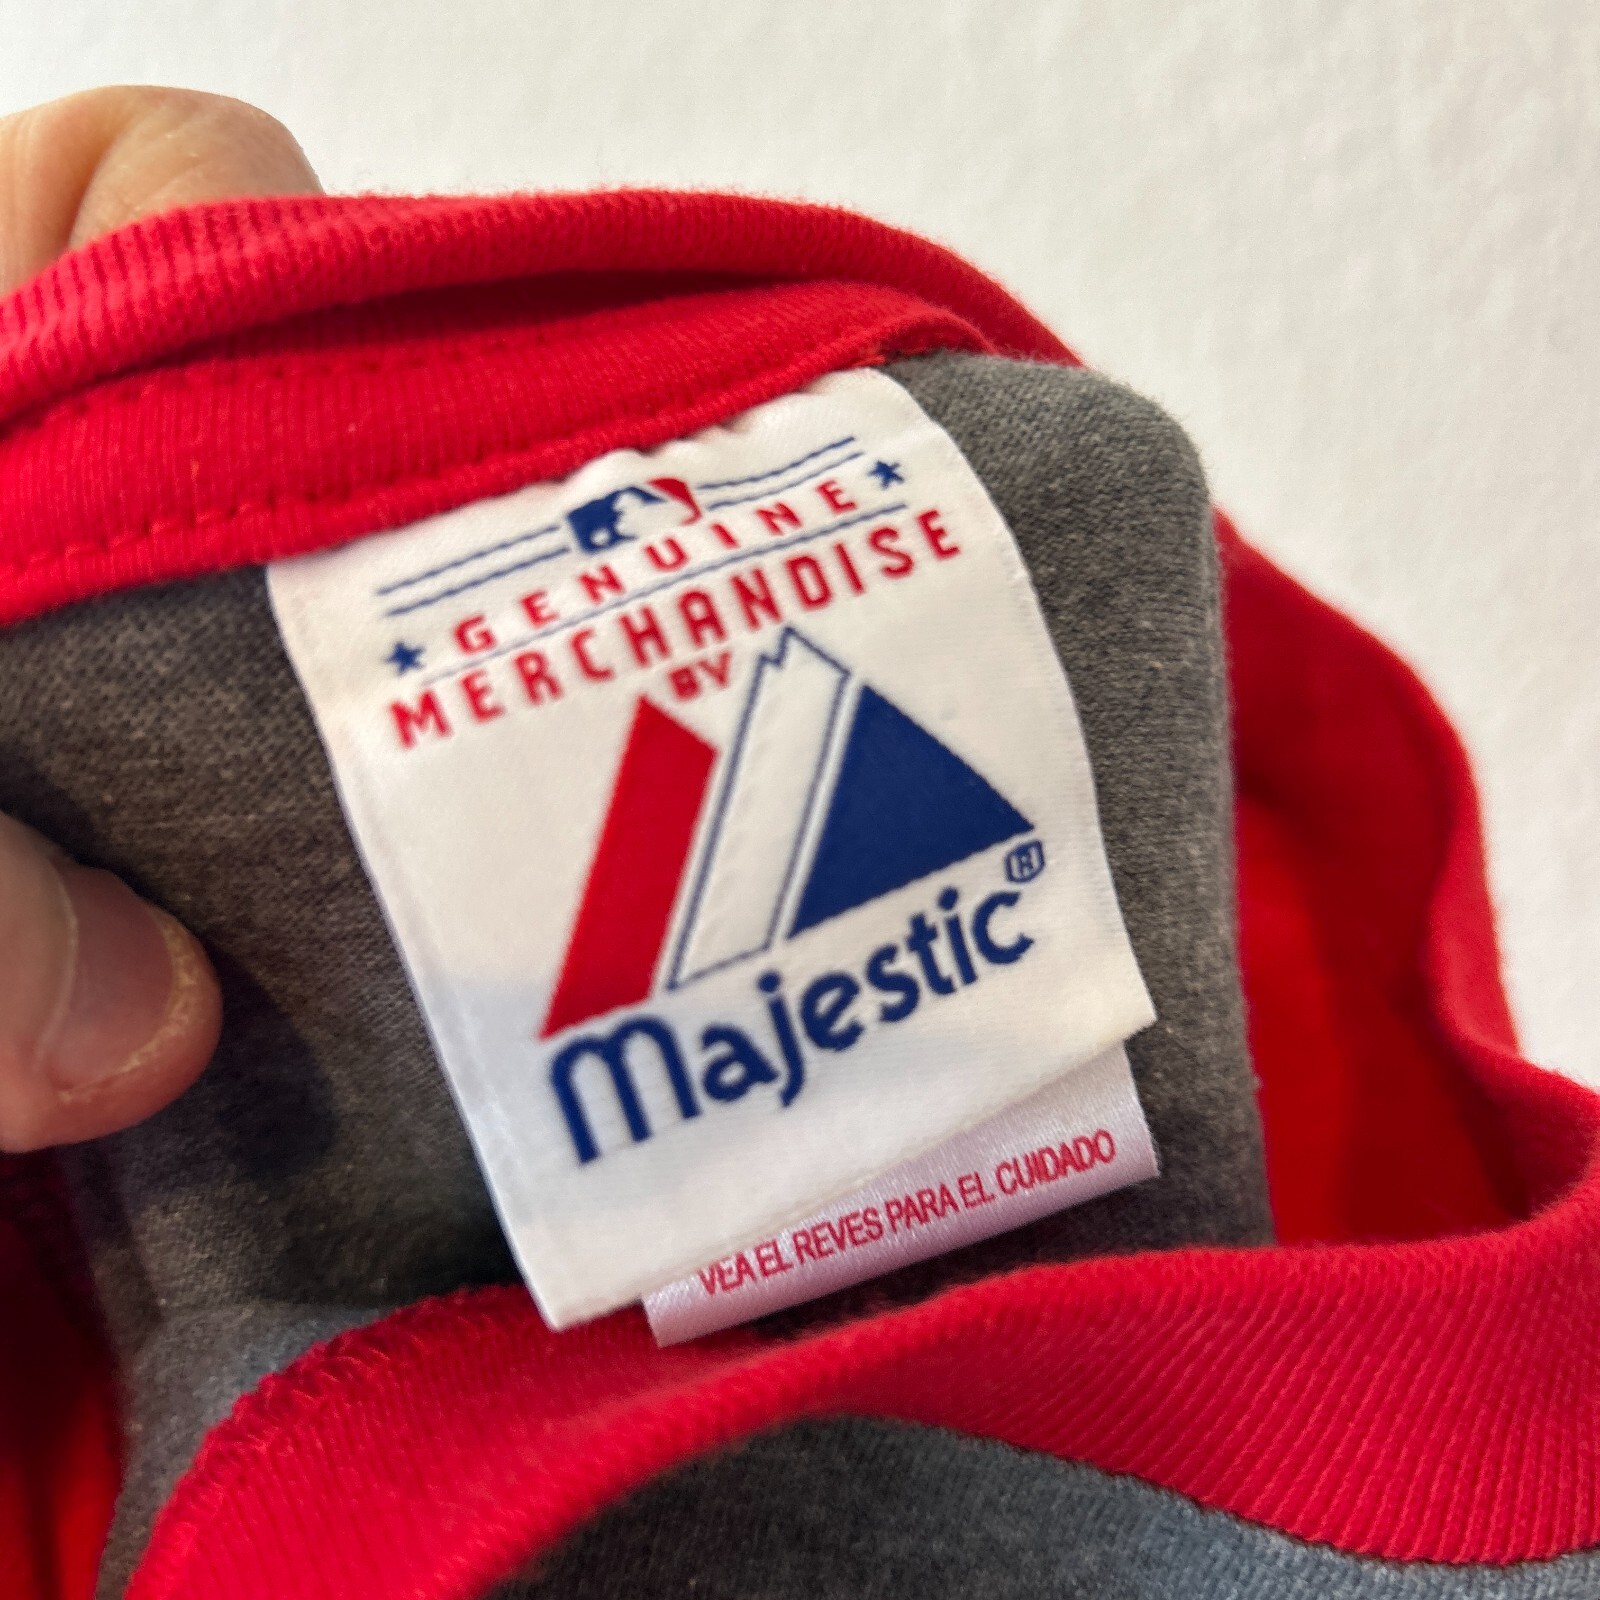 GENUINE
MERCHANDISE
BY
Majestic®
VEA EL REVES PARA EL CUIDADO